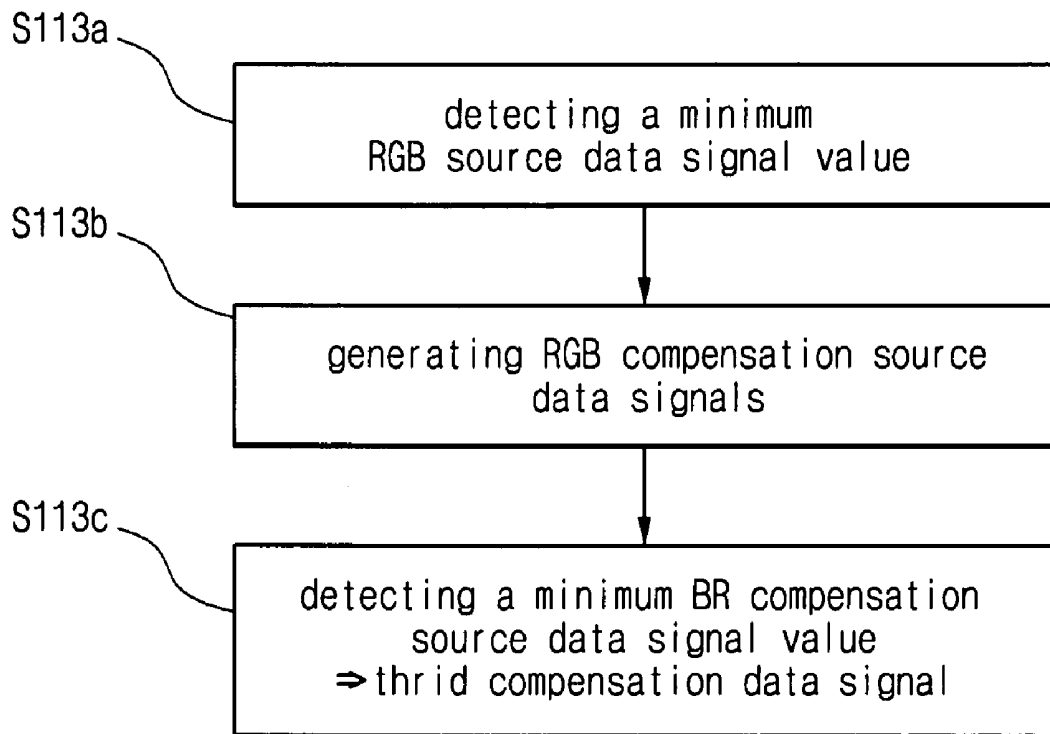 S113a
detecting a minimum
RGB source data signal value
S113b
generating RGB compensation source
data signals
S113c
detecting a minimum BR compensation
source data signal value
⇒thrid compensation data signal